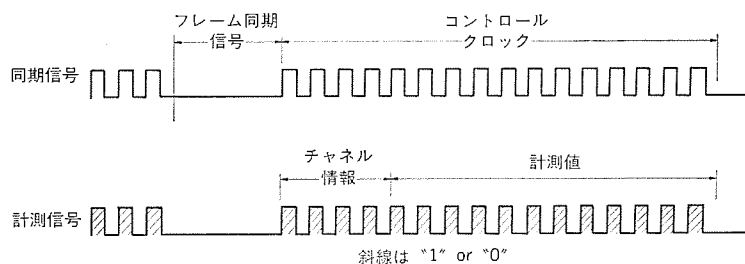 フレーム同期
信号
コントロール
クロック
同期信号
チャネル
情報
計測値
計測信号
斜線は “1” or “0”